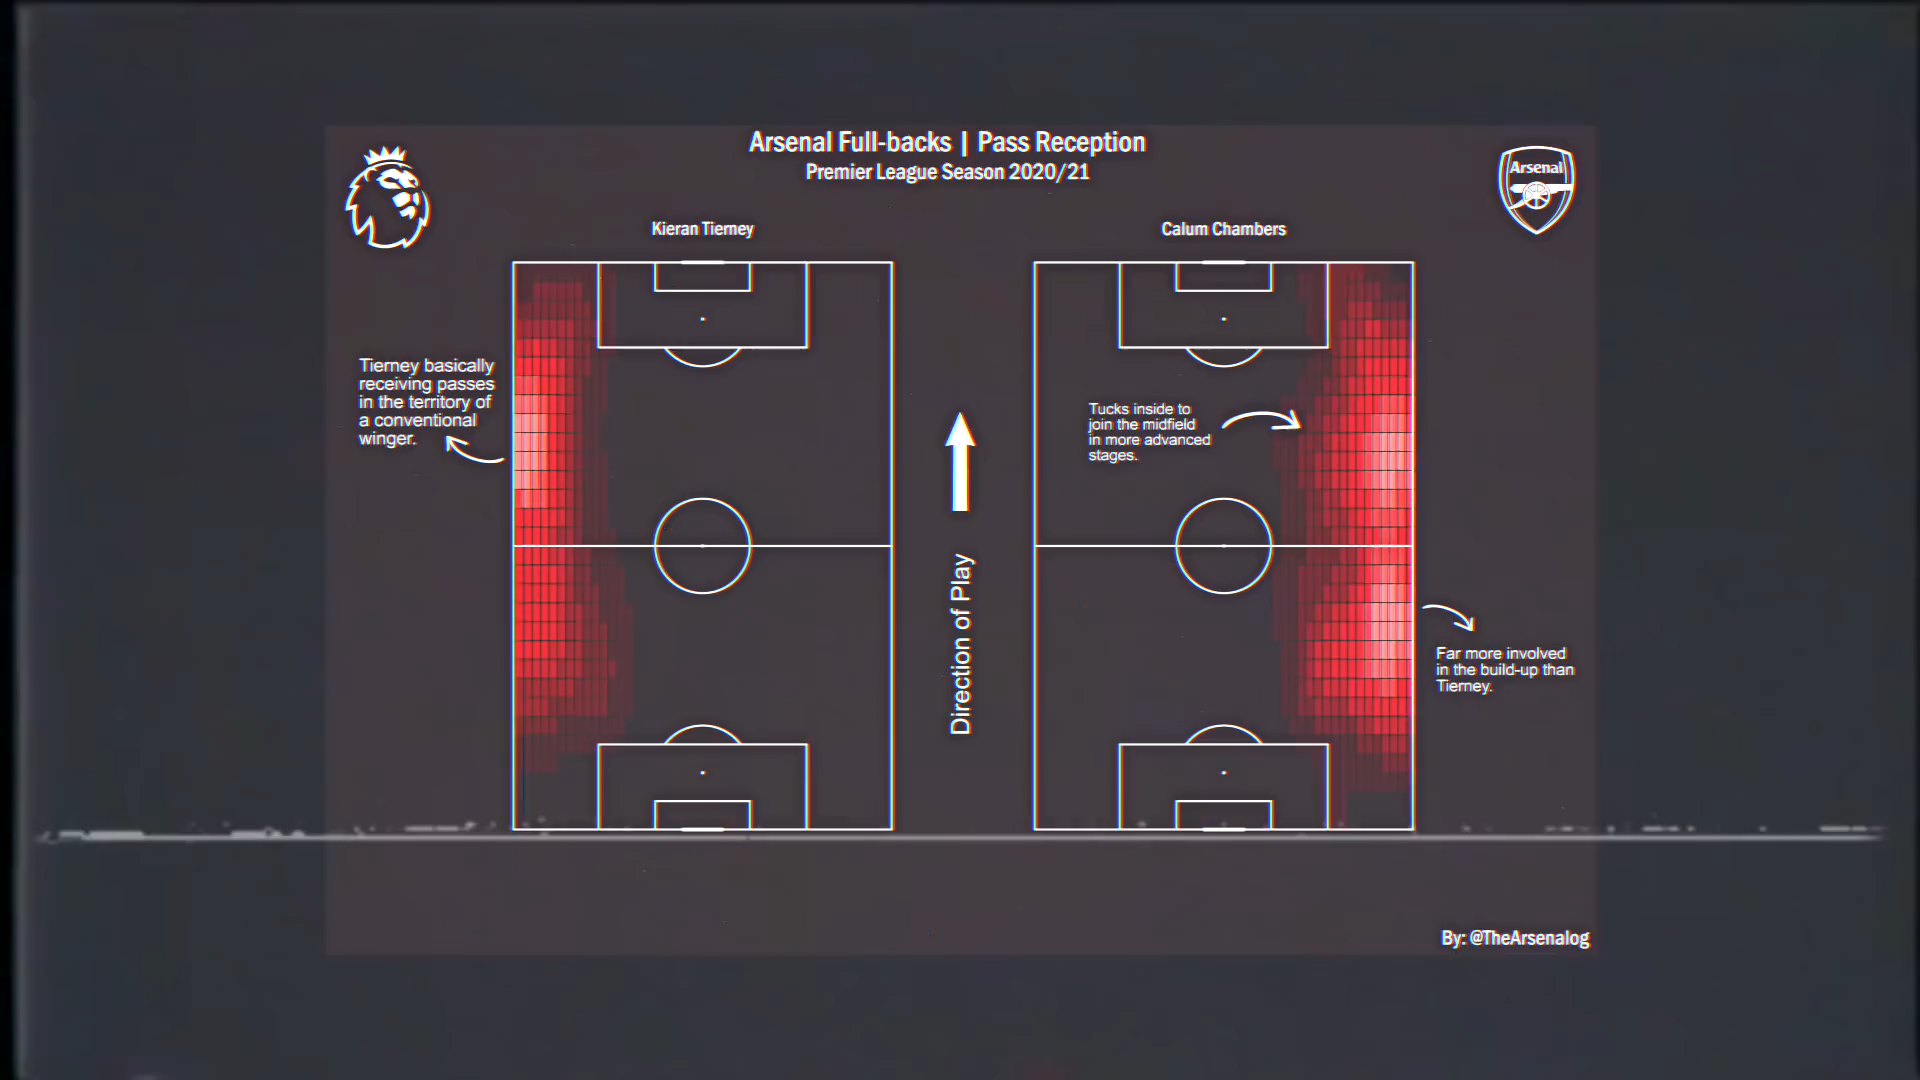 Arsenal Full-backs | Pass Reception
Premier League Season 2020/21
Arsenal
Kieran Tierney
Calum Chambers
Tierney basically
receiving passes
in the territory of
a conventional
winger.
Tucks inside to
join the midfield
in more advanced
stages.
Direction of Play
Far more involved
in the build-up than
Tierney.
By: @TheArsenalog